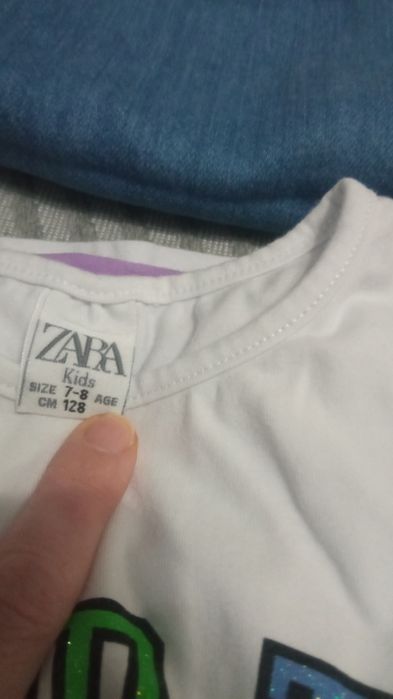 ZARA
Kids
SIZE 7-8 AGE
CM 128